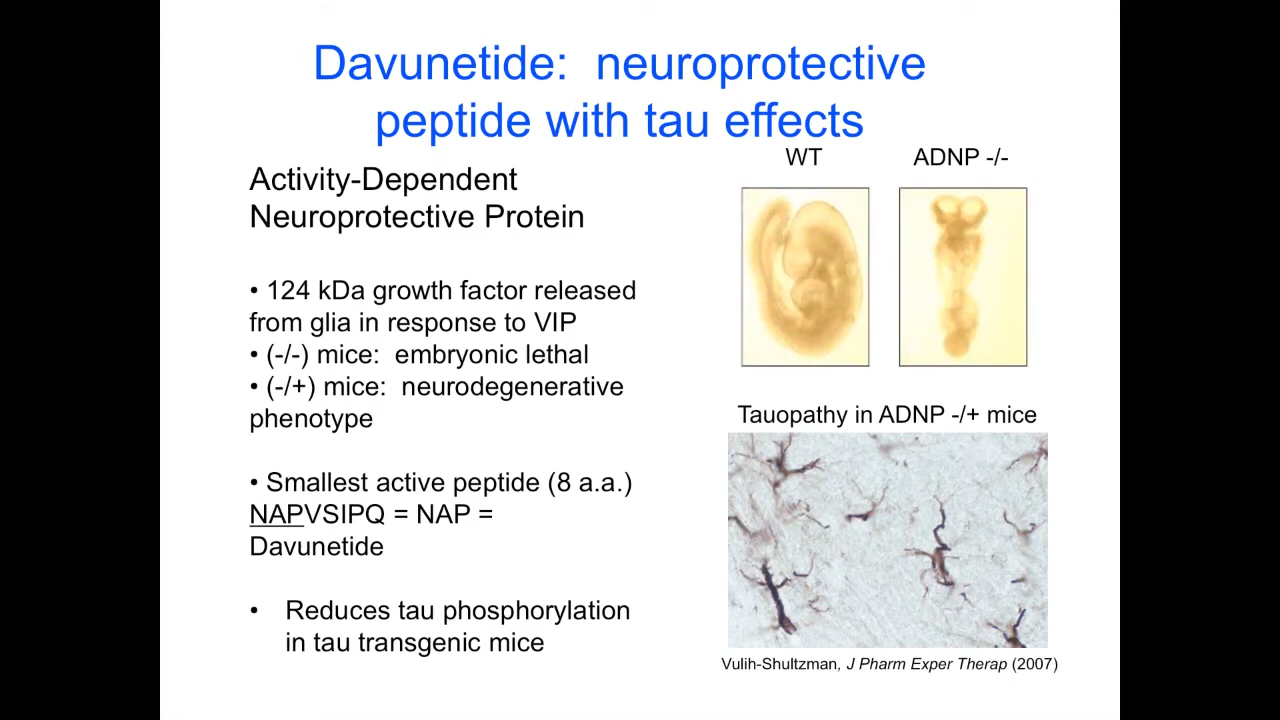 Davunetide:  neuroprotective
peptide with tau effects
Activity-Dependent
Neuroprotective Protein
• 124 kDa growth factor released
from glia in response to VIP
• (-/-) mice:  embryonic lethal
• (-/+) mice:  neurodegenerative
phenotype
• Smallest active peptide (8 a.a.)
NAPVSIPQ = NAP =
Davunetide
• Reduces tau phosphorylation
in tau transgenic mice
WT
ADNP -/-
Tauopathy in ADNP -/+ mice
Vulih-Shultzman, J Pharm Exper Therap (2007)